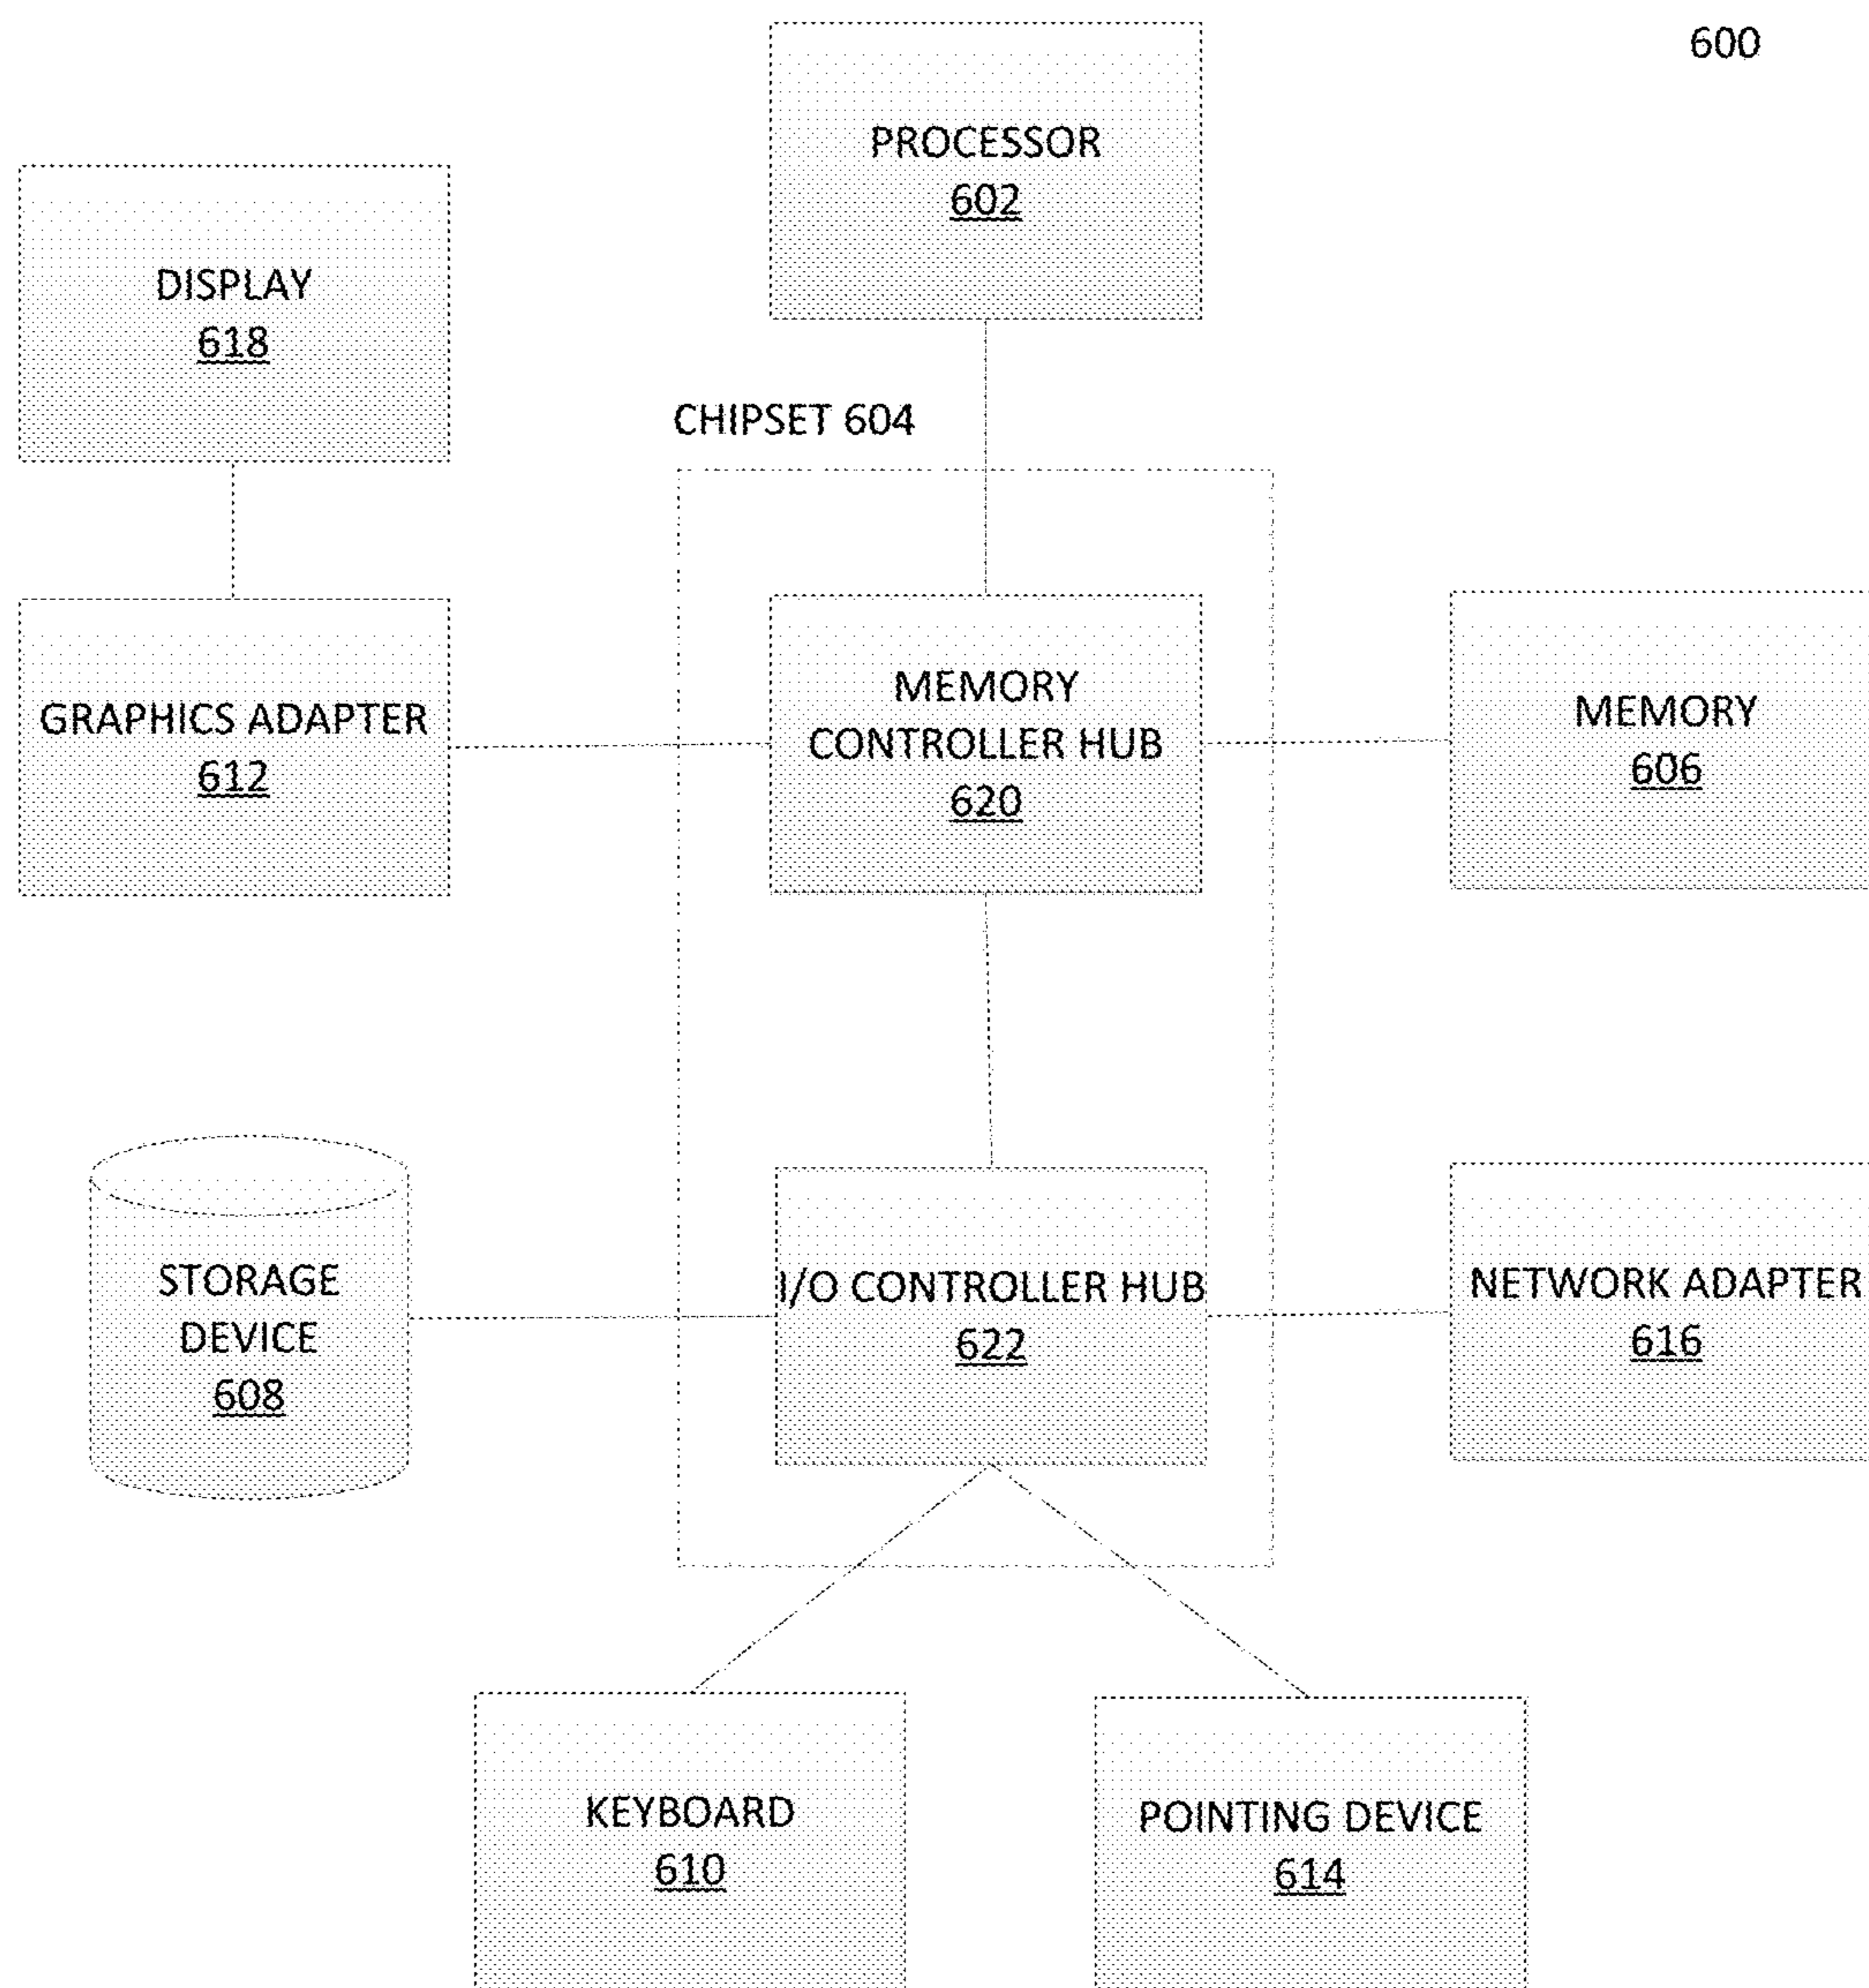 600
PROCESSOR
602
DISPLAY
618
CHIPSET 604
GRAPHICS ADAPTER
612
MEMORY
CONTROLLER HUB
620
MEMORY
606
STORAGE
DEVICE
608
I/O CONTROLLER HUB
622
NETWORK ADAPTER
616
KEYBOARD
610
POINTING DEVICE
614